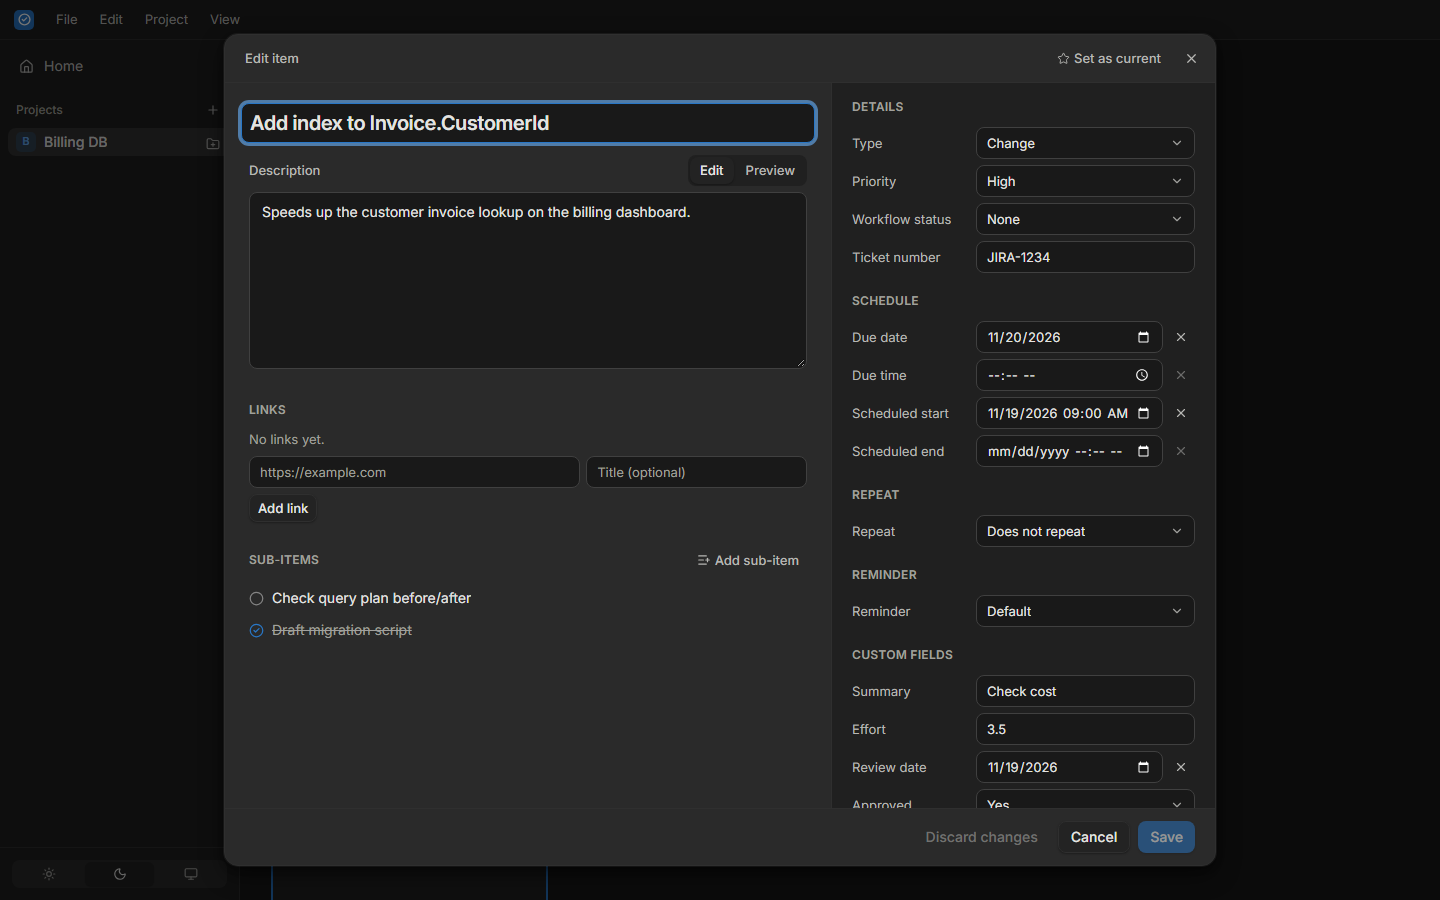 File Edit Project View
Home
Projects
B Billing DB
Edit item
Set as current
Add index to Invoice.CustomerId
Description
Edit Preview
Speeds up the customer invoice lookup on the billing dashboard.
LINKS
No links yet.
https://example.com
Title (optional)
Add link
SUB-ITEMS
Add sub-item
Check query plan before/after
Draft migration script
DETAILS
Type Change
Priority High
Workflow status None
Ticket number JIRA-1234
SCHEDULE
Due date 11/20/2026
Due time --:-- --
Scheduled start 11/19/2026 09:00 AM
Scheduled end mm/dd/yyyy --:-- --
REPEAT
Repeat Does not repeat
REMINDER
Reminder Default
CUSTOM FIELDS
Summary Check cost
Effort 3.5
Review date 11/19/2026
Approved Yes
Discard changes Cancel Save